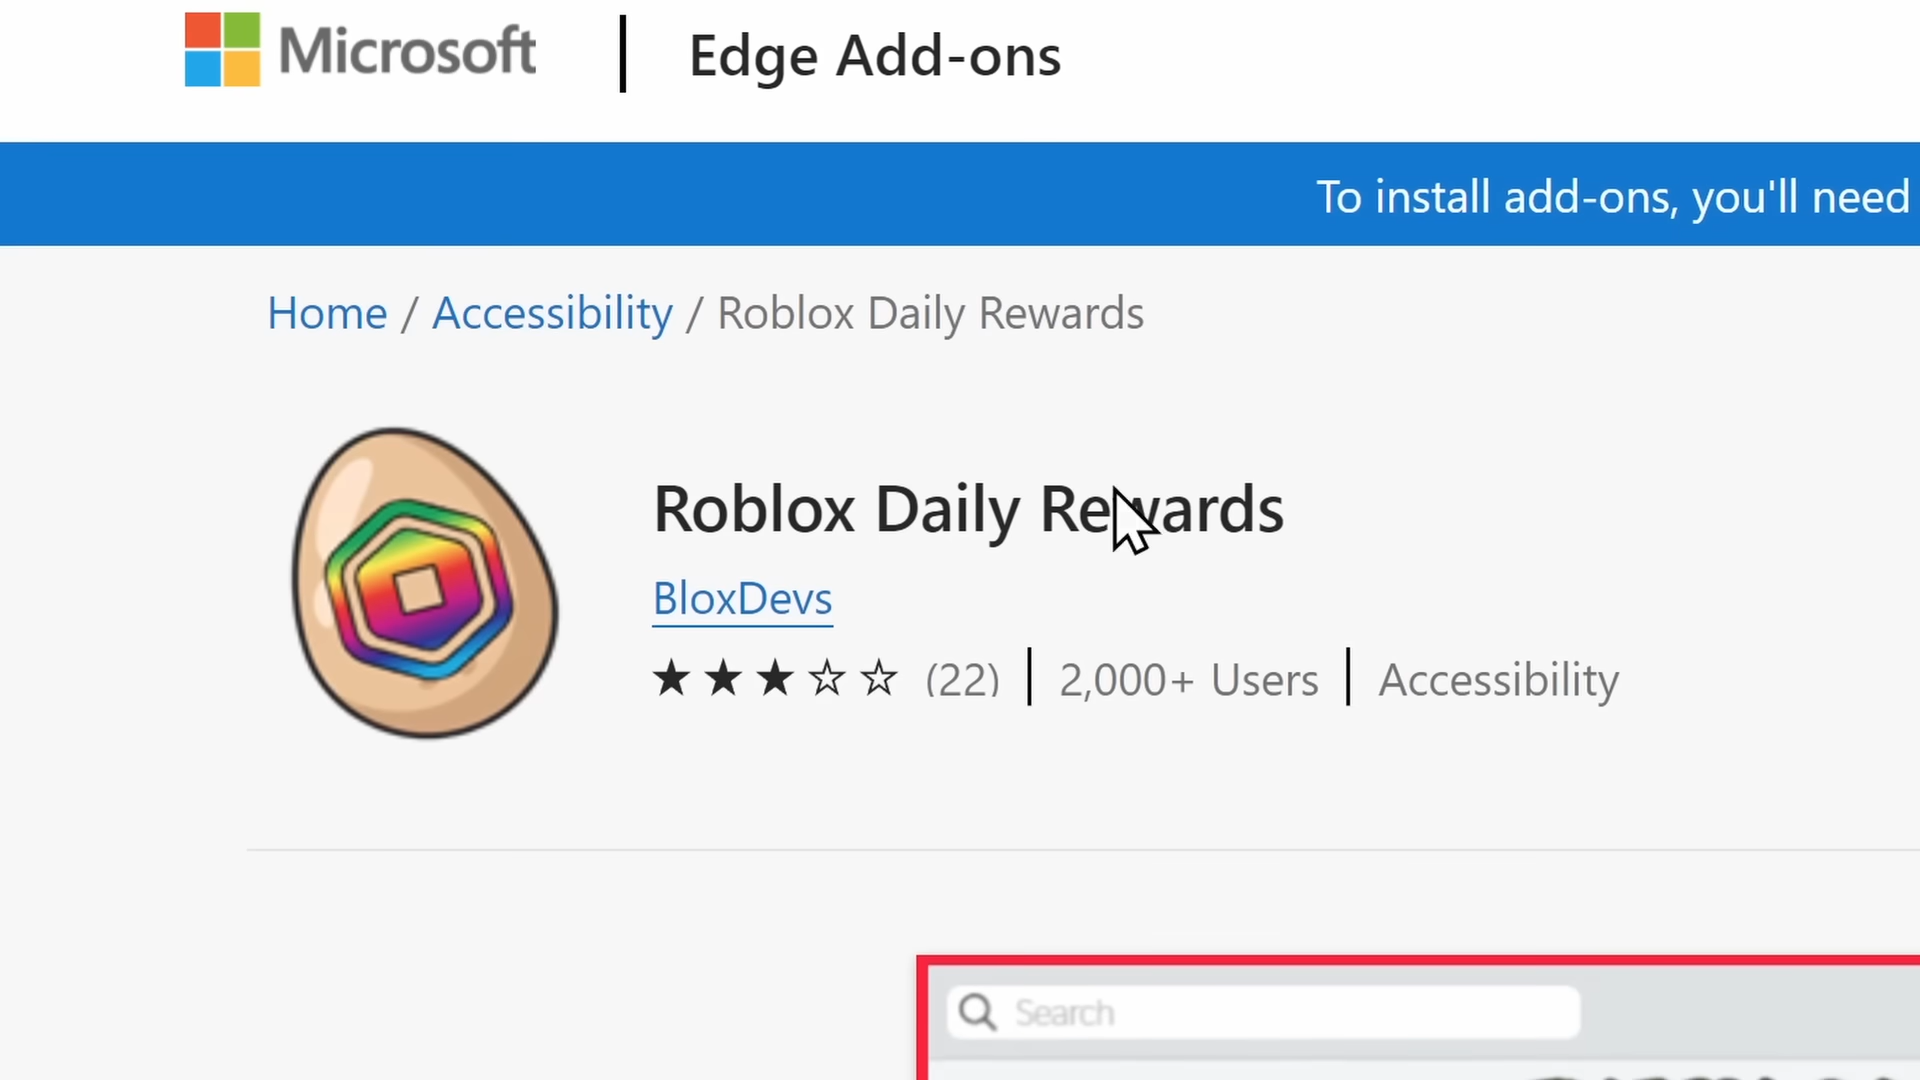 Microsoft
Edge Add-ons
To install add-ons, you'll need
Home / Accessibility / Roblox Daily Rewards
Roblox Daily Rewards
BloxDevs
(22) | 2,000+ Users | Accessibility
Search